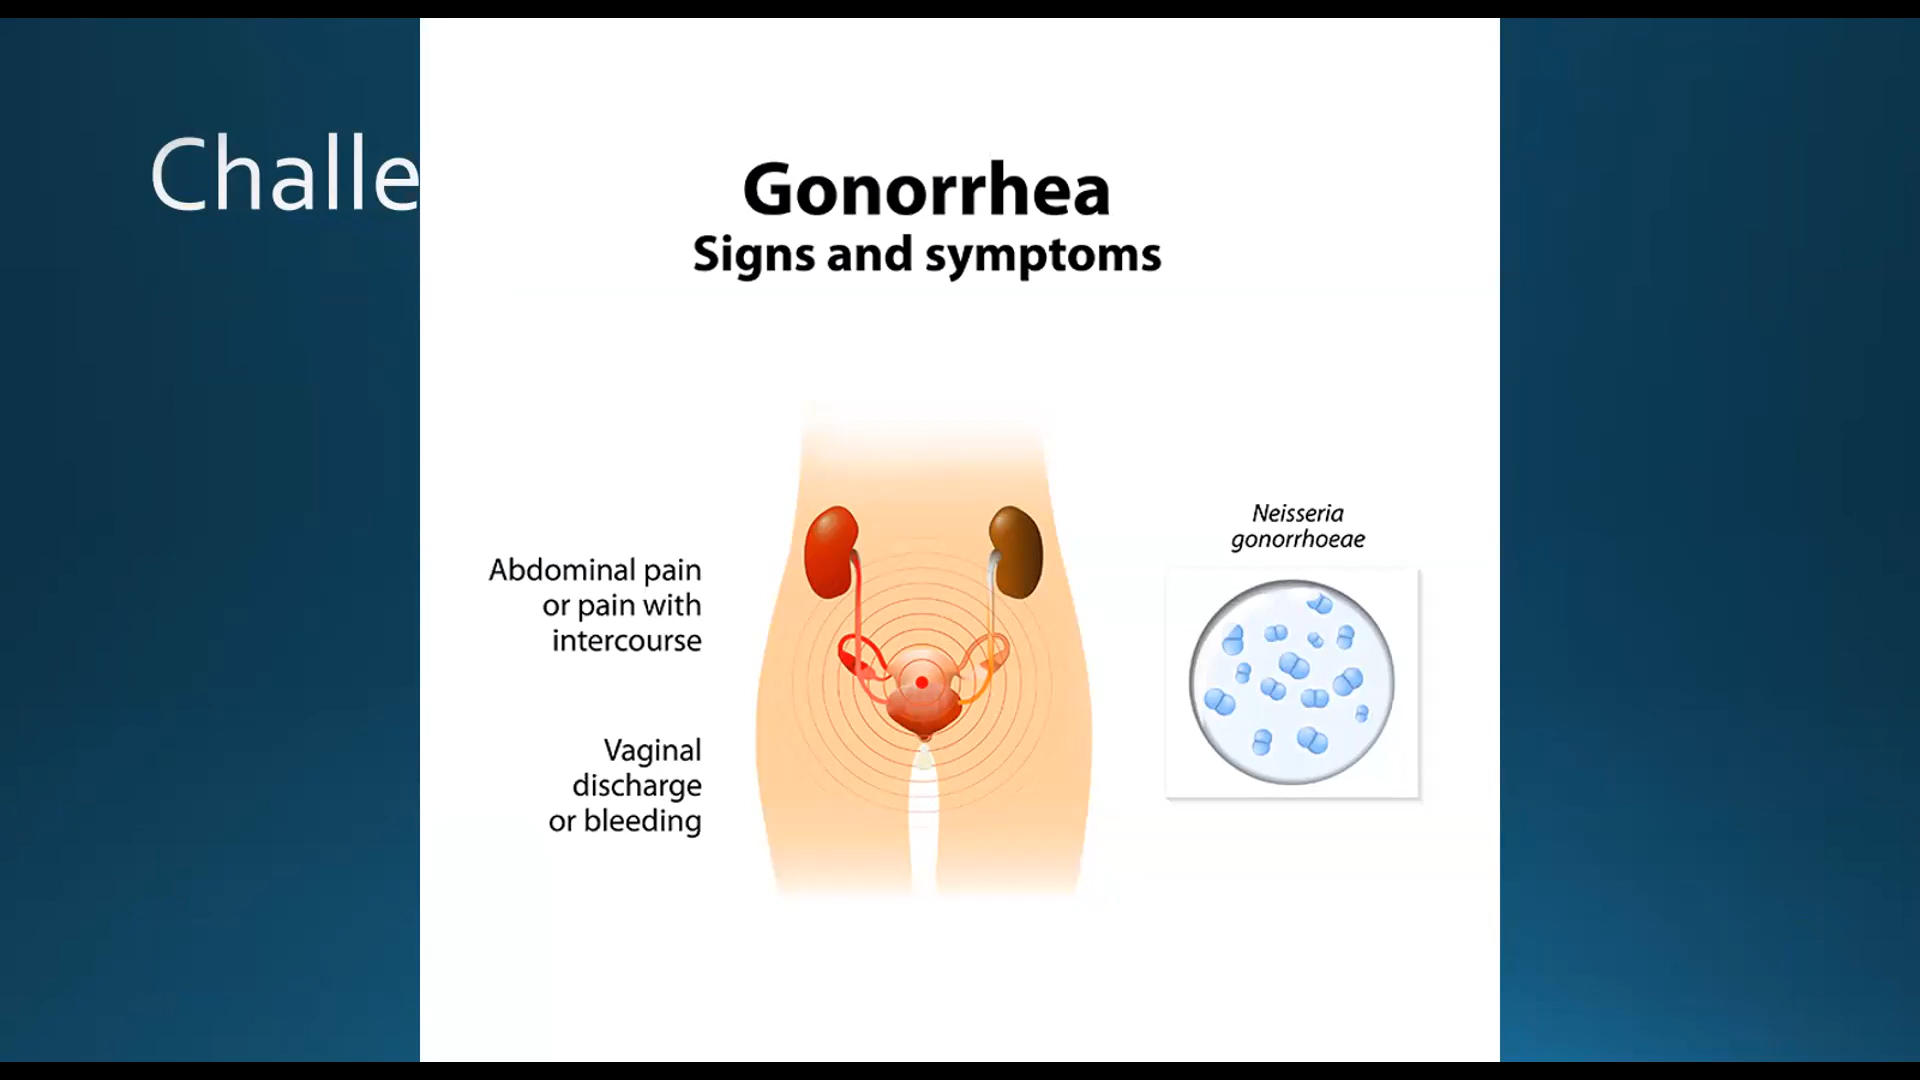 Challe
Gonorrhea
Signs and symptoms
Abdominal pain
or pain with
intercourse
Vaginal
discharge
or bleeding
Neisseria
gonorrhoeae